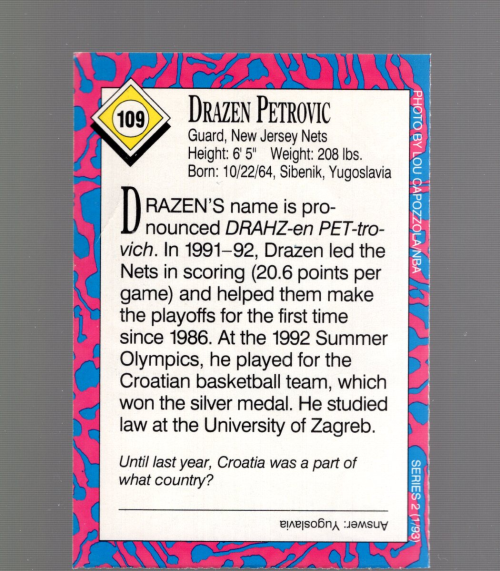 109
DRAZEN PETROVIC
Guard, New Jersey Nets
Height: 6' 5" Weight: 208 lbs.
Born: 10/22/64, Sibenik, Yugoslavia
DRAZEN'S name is pro-
nounced DRAHZ-en PET-tro-
vich. In 1991–92, Drazen led the
Nets in scoring (20.6 points per
game) and helped them make
the playoffs for the first time
since 1986. At the 1992 Summer
Olympics, he played for the
Croatian basketball team, which
won the silver medal. He studied
law at the University of Zagreb.
Until last year, Croatia was a part of
what country?
Answer: Yugoslavia
PHOTO BY LOU CAPOZZOLA/NBA
SERIES 2 (1/93)